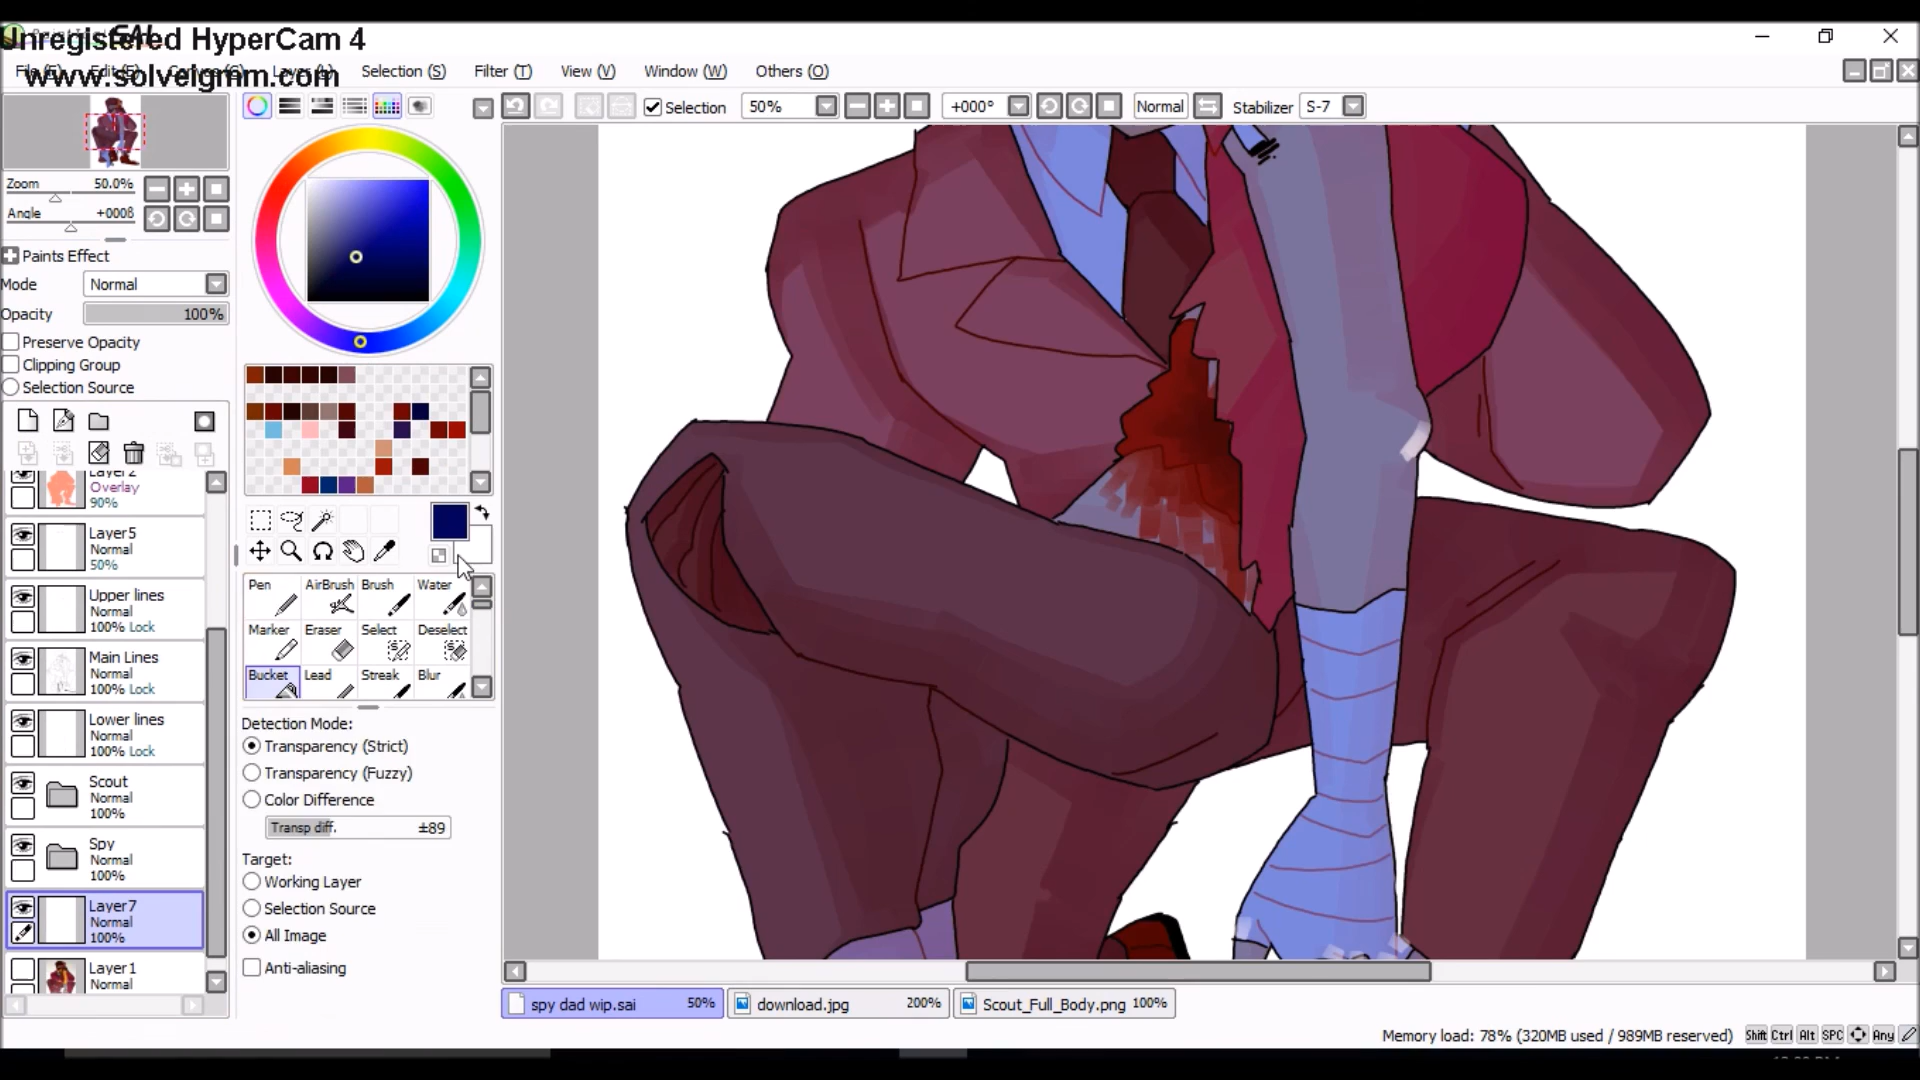 Unregistered HyperCam 4
www.solveigmm.com
Selection (S) Filter (T) View (V) Window (W) Others (O)
Selection 50% +000° Normal Stabilizer S-7
Zoom 50.0%
Angle
Paints Effect
Mode Normal
Opacity 100%
Preserve Opacity
Clipping Group
Selection Source
Layer2
Overlay
90%
Layer5
Normal
50%
Upper lines
Normal
100% Lock
Main Lines
Normal
100% Lock
Lower lines
Normal
100% Lock
Scout
Normal
100%
Spy
Normal
100%
Layer7
Normal
100%
Layer1
Normal
Pen AirBrush Brush Water
Marker Eraser Select Deselect
Bucket Lead Streak Blur
Detection Mode:
Transparency (Strict)
Transparency (Fuzzy)
Color Difference
Transp diff. ±89
Target:
Working Layer
Selection Source
All Image
Anti-aliasing
spy dad wip.sai 50% download.jpg 200% Scout_Full_Body.png 100%
Memory load: 78% (320MB used / 989MB reserved) Shift Ctrl Alt SPC Any